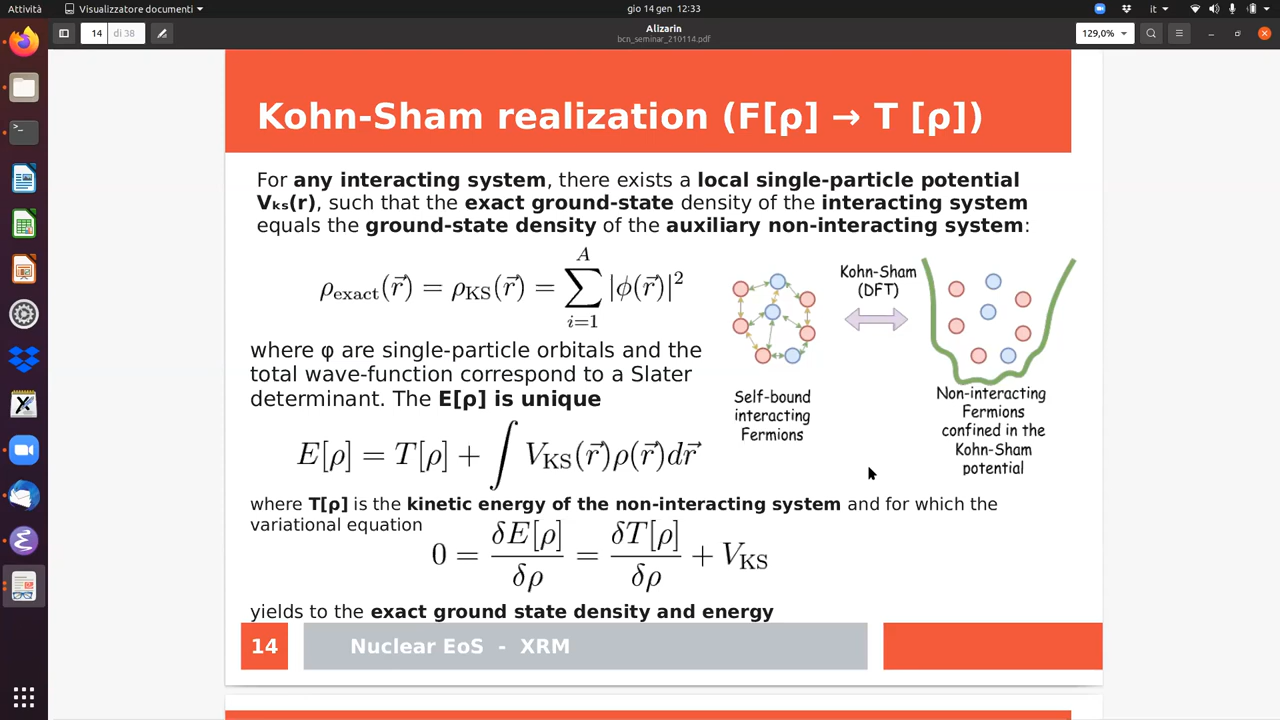 Attività
Visualizzatore documenti
gio 14 gen 12:33
it
14
di 38
Alizarin
bcn_seminar_210114.pdf
129,0%
Kohn-Sham realization (F[ρ] → T [ρ])
For any interacting system, there exists a local single-particle potential
Vₖₛ(r), such that the exact ground-state density of the interacting system
equals the ground-state density of the auxiliary non-interacting system:
ρexact(r⃗) = ρKS(r⃗) = ∑_{i=1}^{A} |ϕ(r⃗)|²
Kohn-Sham
(DFT)
where φ are single-particle orbitals and the
total wave-function correspond to a Slater
determinant. The E[ρ] is unique
Self-bound
interacting
Fermions
Non-interacting
Fermions
confined in the
Kohn-Sham
potential
E[ρ] = T[ρ] + ∫ VKS(r⃗)ρ(r⃗)dr⃗
where T[ρ] is the kinetic energy of the non-interacting system and for which the
variational equation
0 = δE[ρ]/δρ = δT[ρ]/δρ + VKS
yields to the exact ground state density and energy
14
Nuclear EoS - XRM